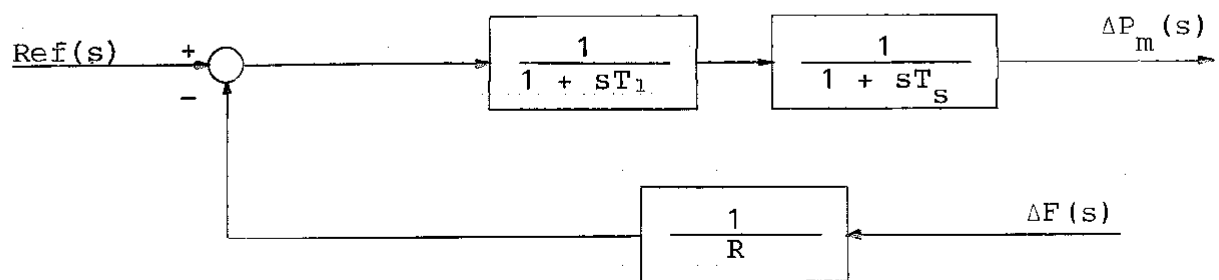 Ref(s)
+
−
1
1 + sT₁
1
1 + sTₛ
ΔPₘ(s)
1
R
ΔF(s)